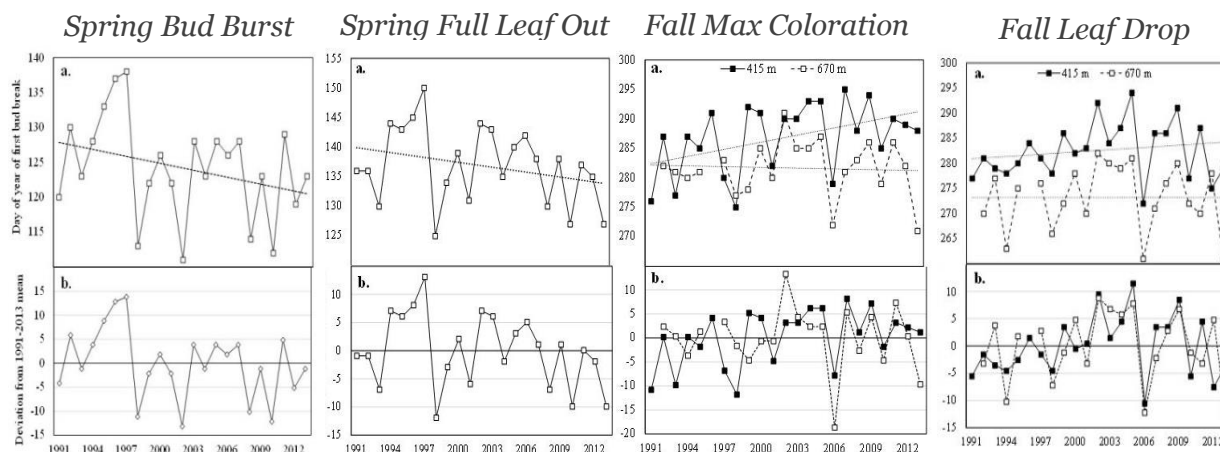 Spring Bud Burst
Spring Full Leaf Out
Fall Max Coloration
Fall Leaf Drop
Day of year of first bud break
a.
140
135
130
125
120
115
a.
155
150
145
140
135
130
125
a.
415 m
670 m
300
295
290
285
280
275
270
a.
415 m
670 m
300
295
290
285
280
275
270
265
Deviation from 1991-2013 mean
b.
15
10
5
0
-5
-10
-15
1991 1994 1997 2000 2003 2006 2009 2012
b.
15
10
5
0
-5
-10
-15
1991 1994 1997 2000 2003 2006 2009 2012
b.
15
10
5
0
-5
-10
-15
-20
1991 1994 1997 2000 2003 2006 2009 2012
b.
10
5
0
-5
-10
-15
1991 1994 1997 2000 2003 2006 2009 2012